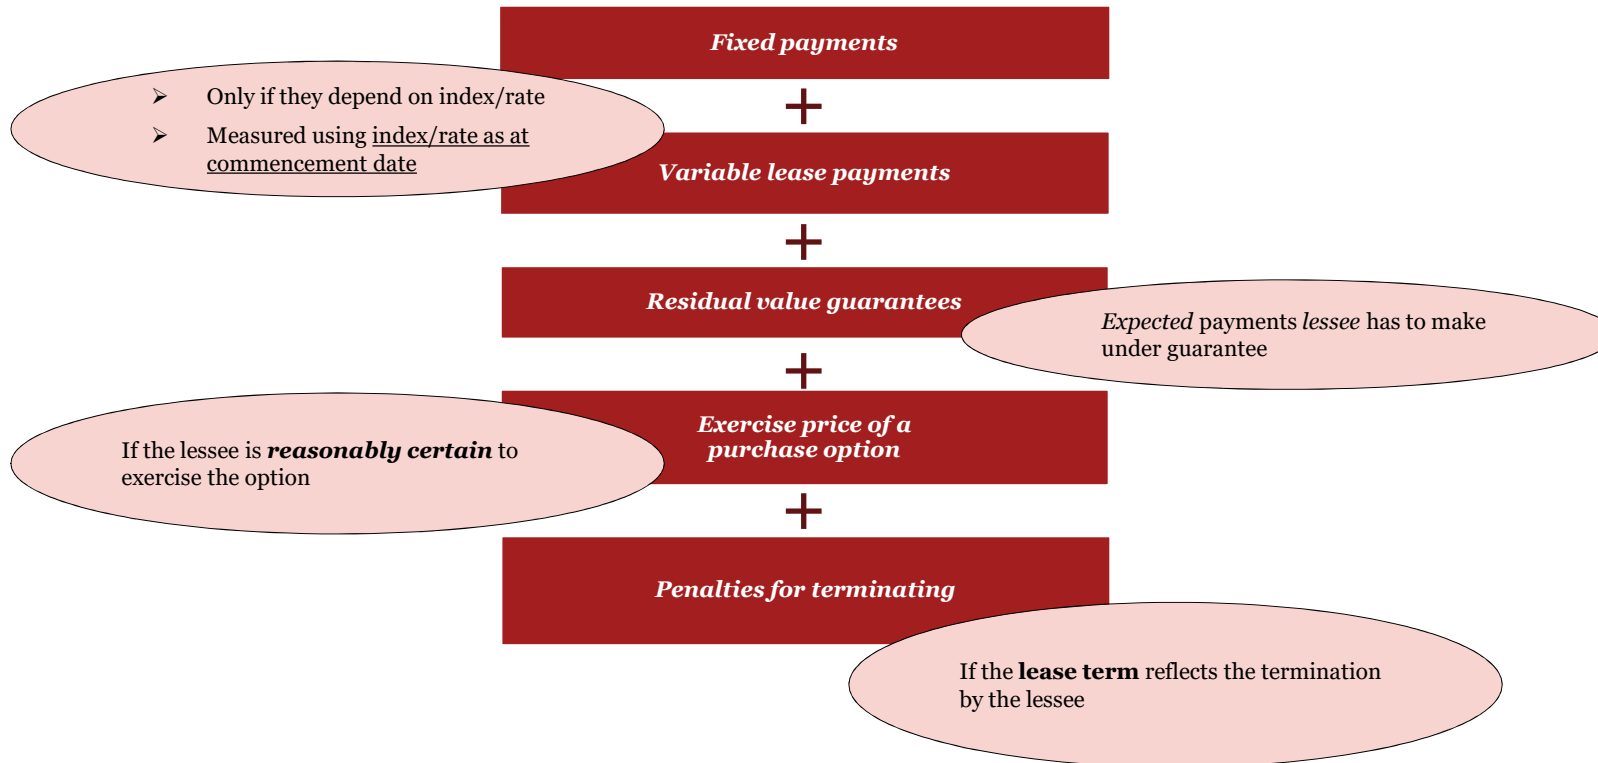 Fixed payments
➢ Only if they depend on index/rate
➢ Measured using index/rate as at
commencement date
+
Variable lease payments
+
Residual value guarantees
Expected payments lessee has to make
under guarantee
+
Exercise price of a
purchase option
If the lessee is reasonably certain to
exercise the option
+
Penalties for terminating
If the lease term reflects the termination
by the lessee